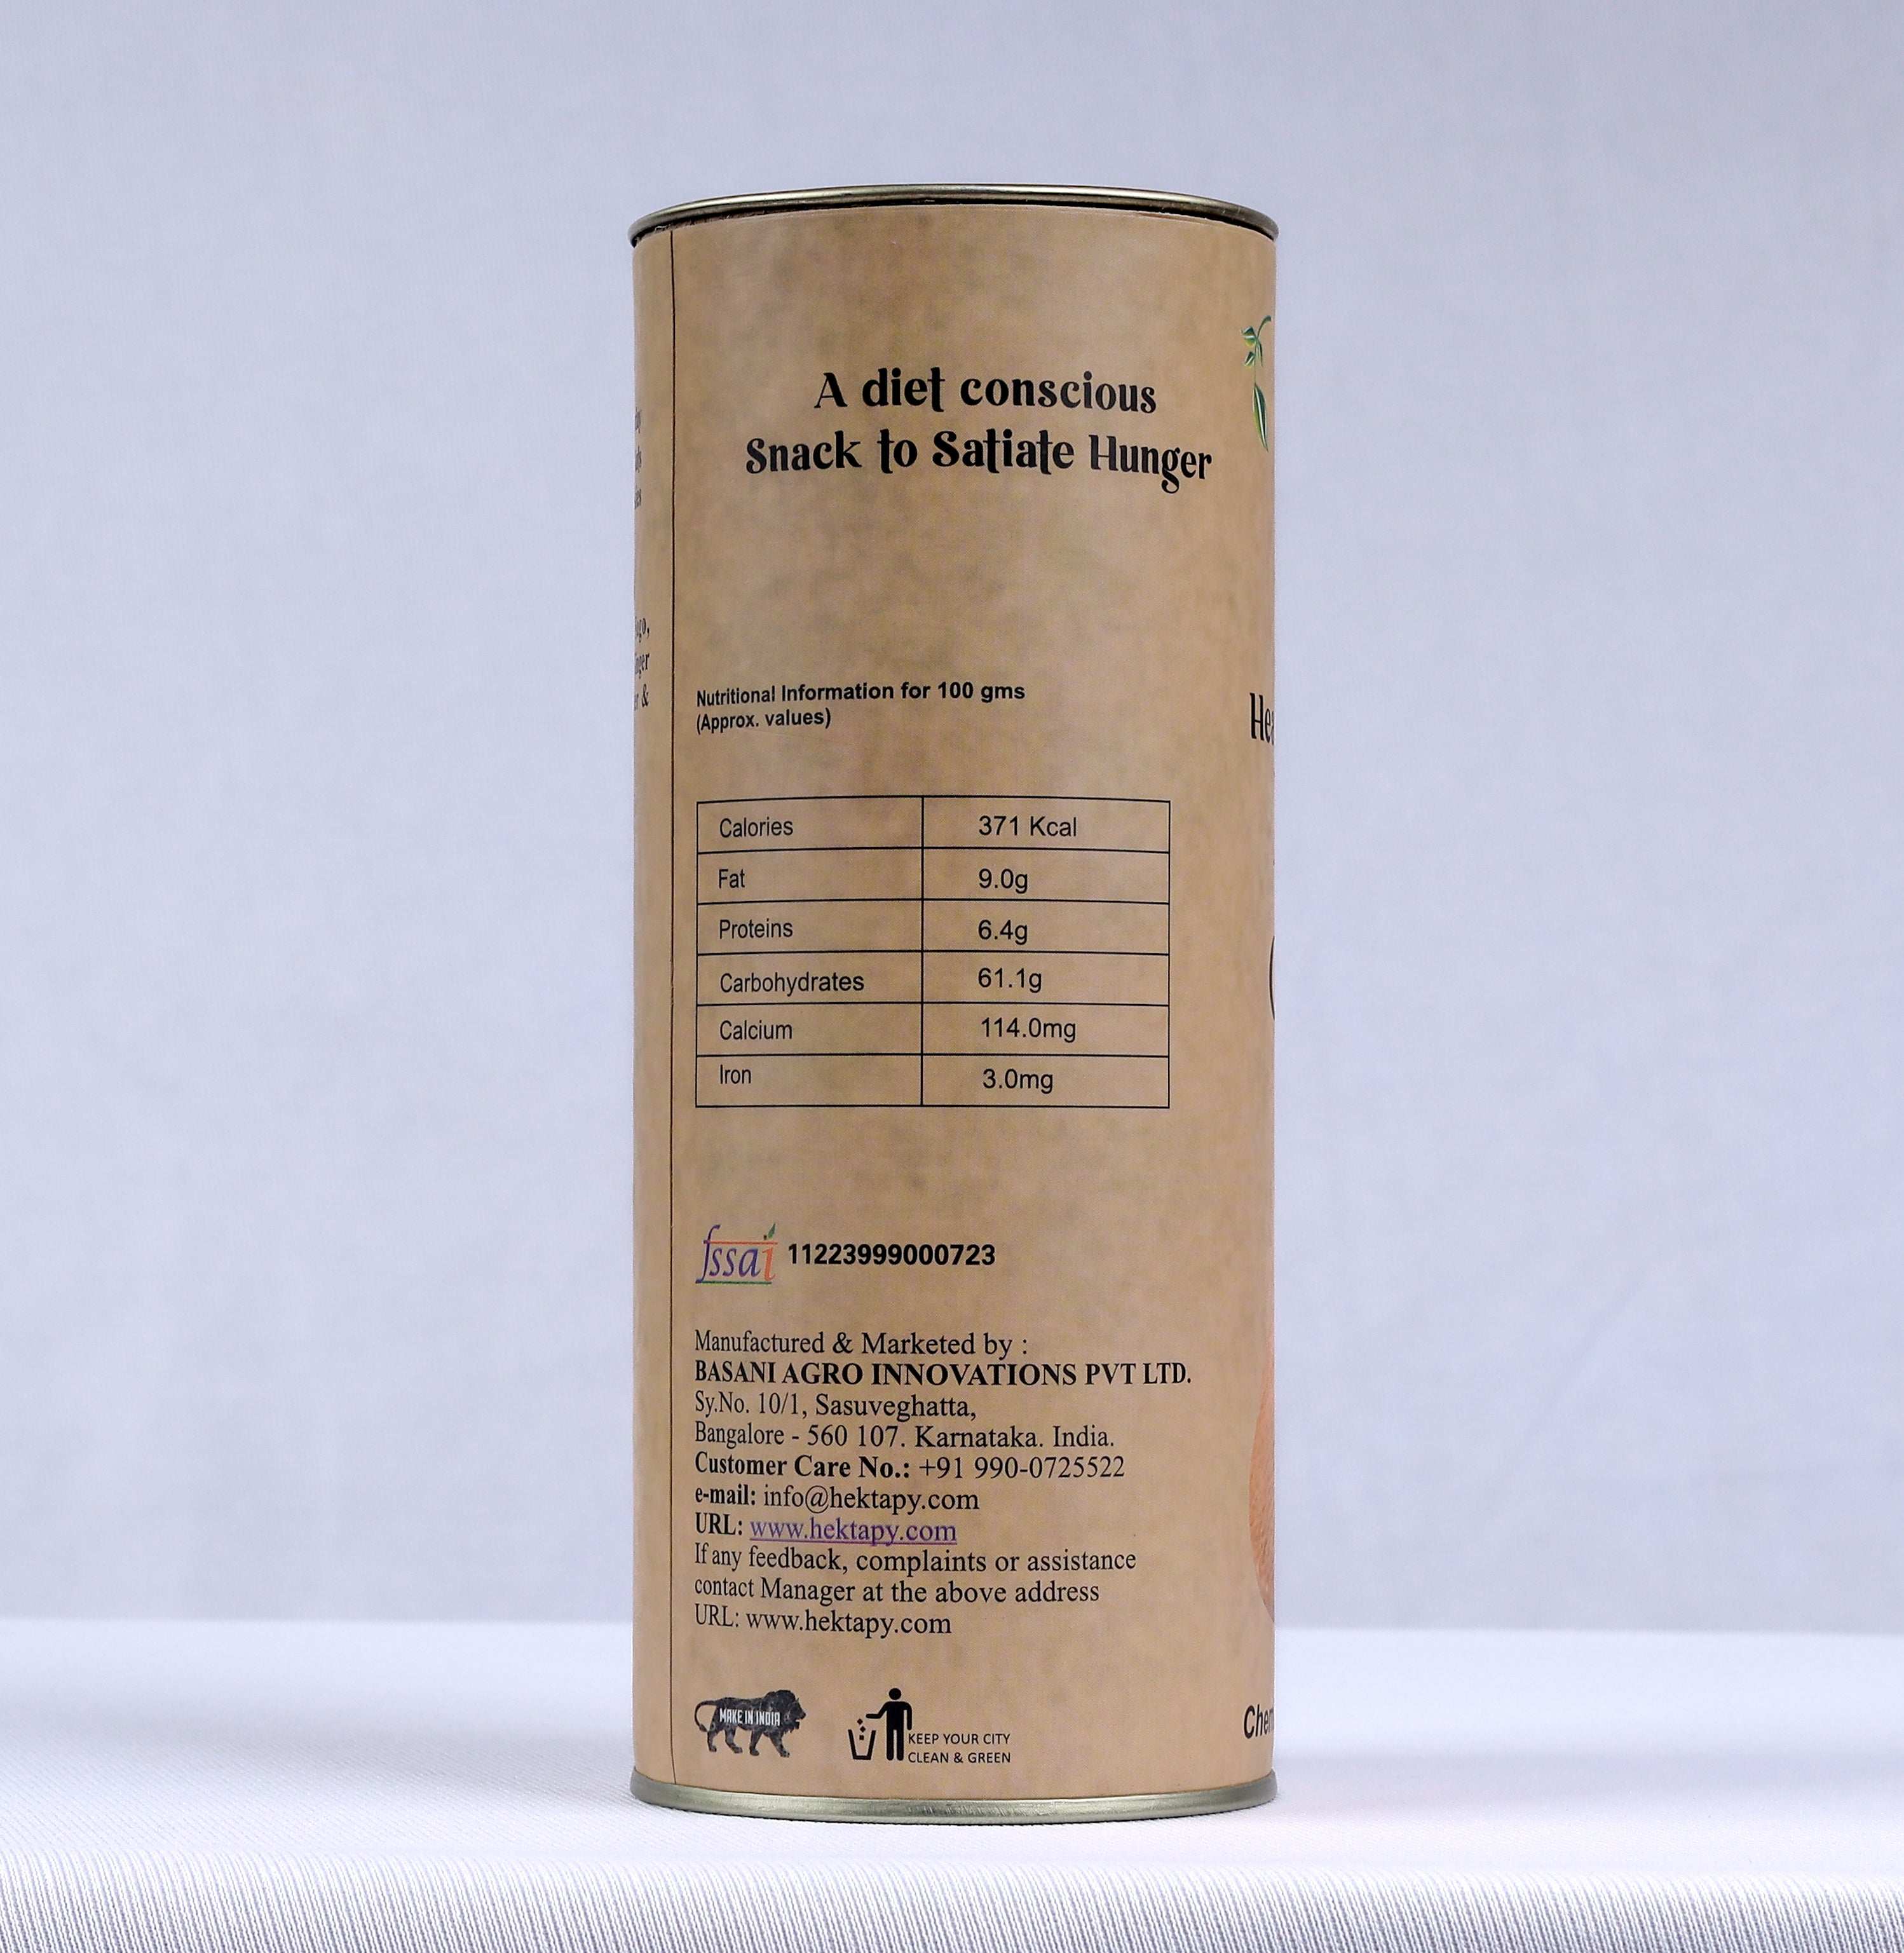 A diet conscious
Snack to Satiate Hunger
Nutritional Information for 100 gms
(Approx. values)
Calories 371 Kcal
Fat 9.0g
Proteins 6.4g
Carbohydrates 61.1g
Calcium 114.0mg
Iron 3.0mg
fssai 11223999000723
Manufactured & Marketed by :
BASANI AGRO INNOVATIONS PVT LTD.
Sy.No. 10/1, Sasuveghatta,
Bangalore - 560 107. Karnataka. India.
Customer Care No.: +91 990-0725522
e-mail: info@hektapy.com
URL: www.hektapy.com
If any feedback, complaints or assistance
contact Manager at the above address
URL: www.hektapy.com
MAKE IN INDIA
KEEP YOUR CITY
CLEAN & GREEN